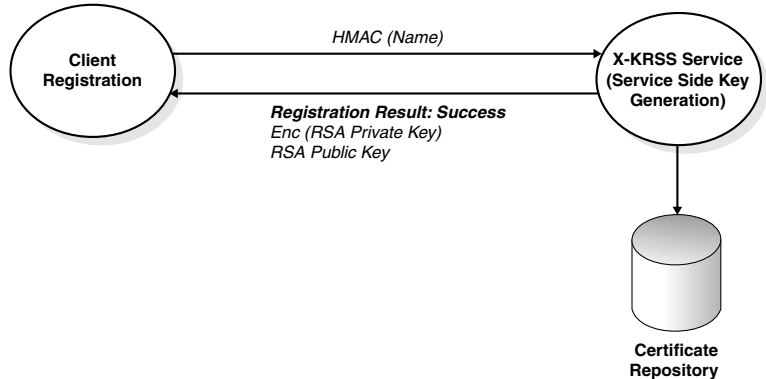 Client
Registration
HMAC (Name)
X-KRSS Service
(Service Side Key
Generation)
Registration Result: Success
Enc (RSA Private Key)
RSA Public Key
Certificate
Repository